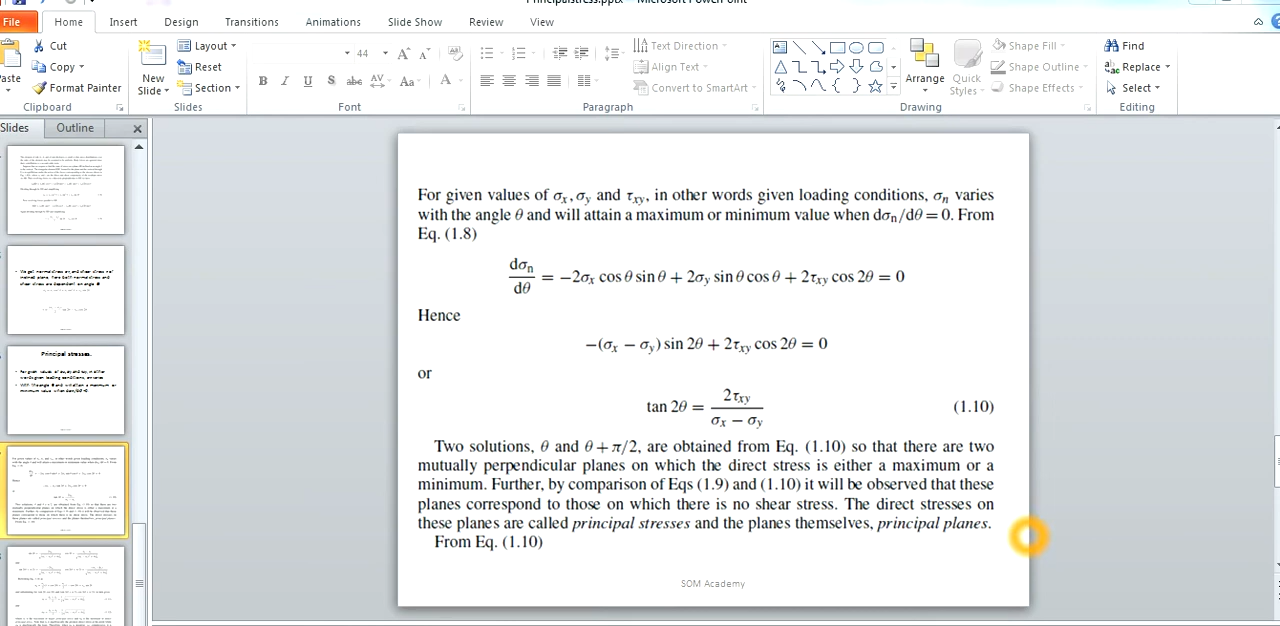 Principalstress.pptx - Microsoft PowerPoint
File Home Insert Design Transitions Animations Slide Show Review View
Cut
Copy
Format Painter
Clipboard
New
Slide
Layout
Reset
Section
Slides
44
B I U S abc AV Aa A
Font
Text Direction
Align Text
Convert to SmartArt
Paragraph
Arrange
Quick
Styles
Shape Fill
Shape Outline
Shape Effects
Drawing
Find
Replace
Select
Editing
Slides Outline
Principal stresses.
For given values of σx, σy and τxy, in other words given loading conditions, σn varies
with the angle θ and will attain a maximum or minimum value when dσn/dθ = 0. From
Eq. (1.8)
dσn/dθ = −2σx cos θ sin θ + 2σy sin θ cos θ + 2τxy cos 2θ = 0
Hence
−(σx − σy) sin 2θ + 2τxy cos 2θ = 0
or
tan 2θ = 2τxy/(σx − σy) (1.10)
Two solutions, θ and θ + π/2, are obtained from Eq. (1.10) so that there are two
mutually perpendicular planes on which the direct stress is either a maximum or a
minimum. Further, by comparison of Eqs (1.9) and (1.10) it will be observed that these
planes correspond to those on which there is no shear stress. The direct stresses on
these planes are called principal stresses and the planes themselves, principal planes.
From Eq. (1.10)
SOM Academy